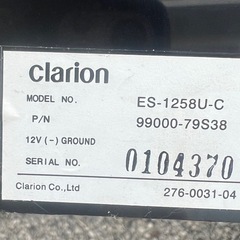 clarion
MODEL NO. ES-1258U-C
P/N 99000-79S38
12V (-) GROUND
SERIAL NO. 0104370
Clarion Co.,Ltd 276-0031-04